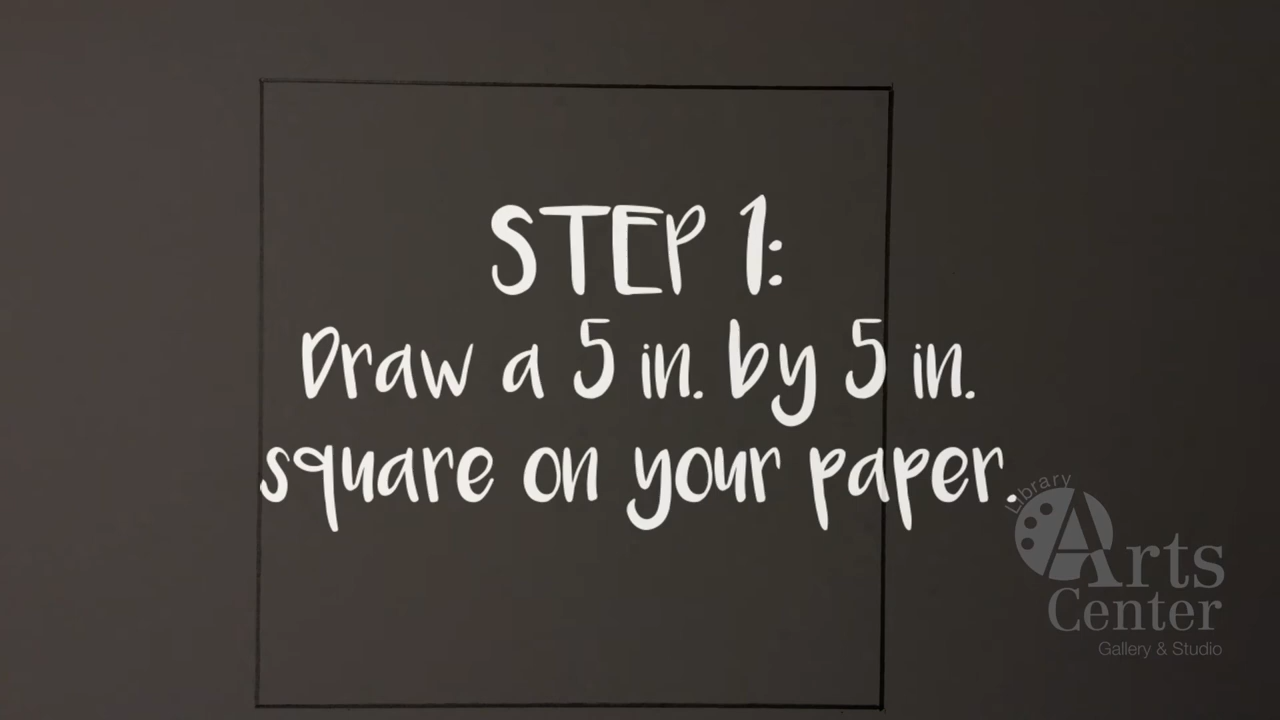 STEP 1:
Draw a 5 in. by 5 in.
square on your paper.
Library
Arts
Center
Gallery & Studio